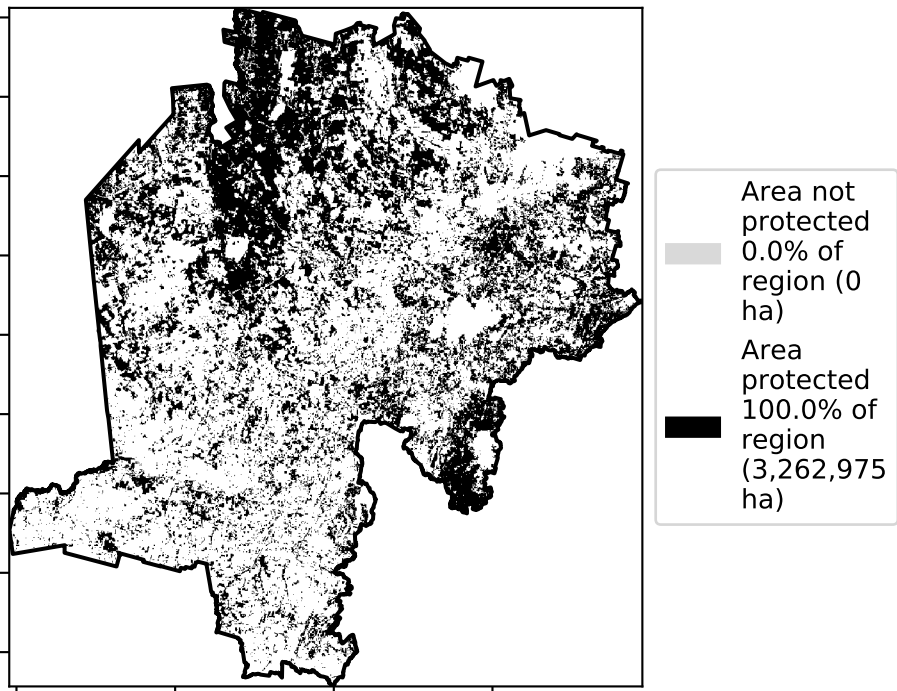 Area not
protected
0.0% of
region (0
ha)
Area
protected
100.0% of
region
(3,262,975
ha)